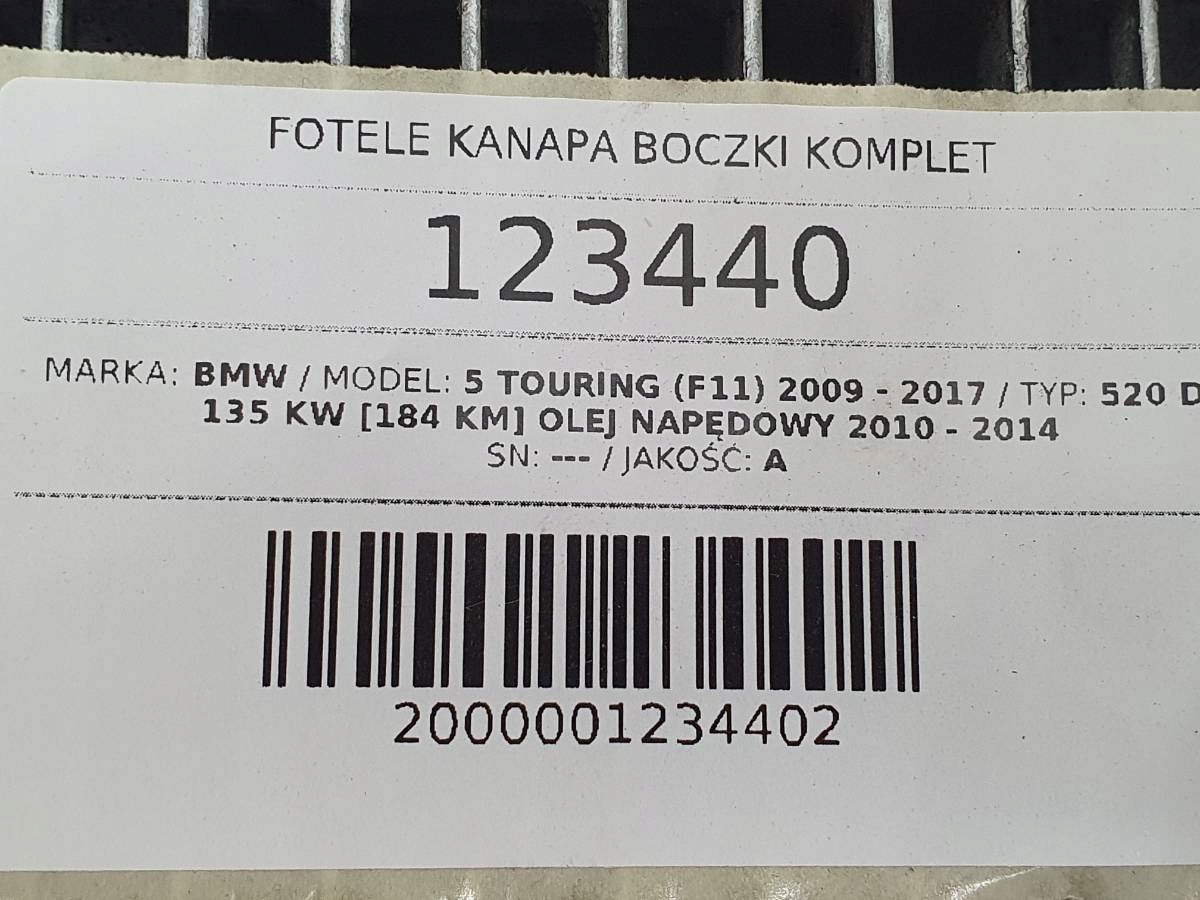 FOTELE KANAPA BOCZKI KOMPLET
123440
MARKA: BMW / MODEL: 5 TOURING (F11) 2009 - 2017 / TYP: 520 D
135 KW [184 KM] OLEJ NAPĘDOWY 2010 - 2014
SN: --- / JAKOŚĆ: A
2000001234402